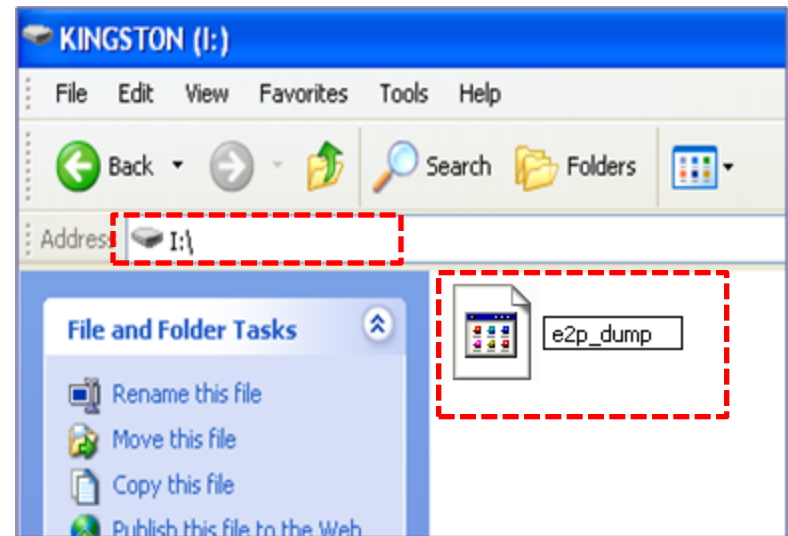 KINGSTON (I:)
File Edit View Favorites Tools Help
Back Search Folders
Address I:\
e2p_dump
File and Folder Tasks
Rename this file
Move this file
Copy this file
Publish this file to the Web